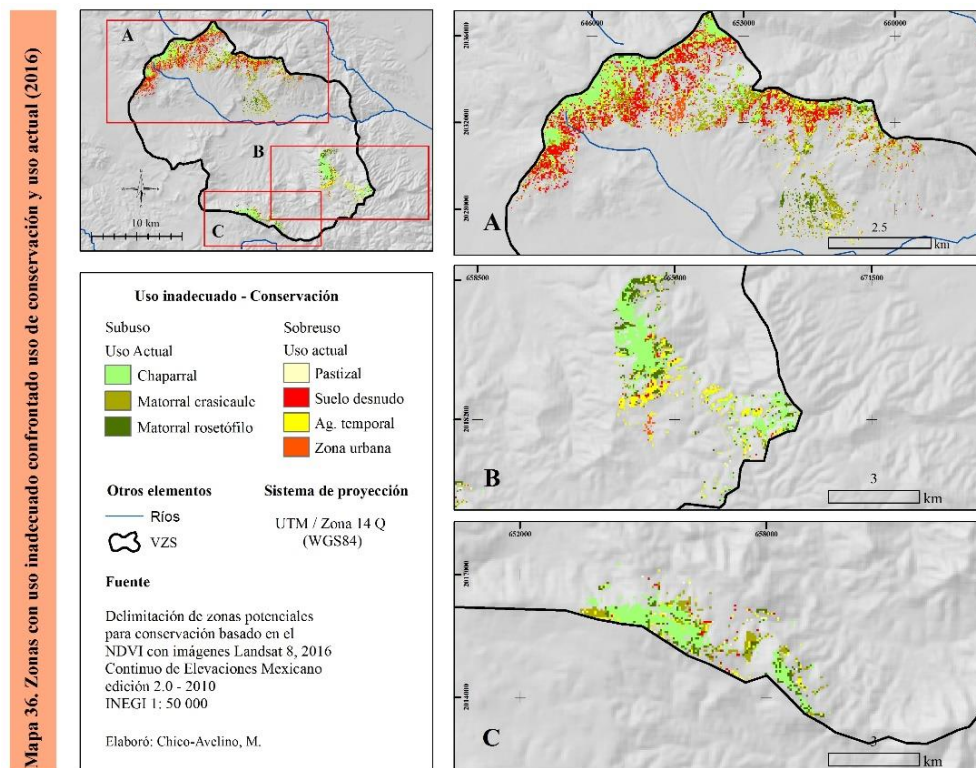 Mapa 36. Zonas con uso inadecuado confrontado uso de conservación y uso actual (2016)
A
B
C
10 km
646000
653000
660000
2036000
2032000
2028000
A
2.5
km
Uso inadecuado - Conservación
Subuso
Uso Actual
Chaparral
Matorral crasicaule
Matorral rosetófilo
Sobreuso
Uso actual
Pastizal
Suelo desnudo
Ag. temporal
Zona urbana
Otros elementos
Ríos
VZS
Sistema de proyección
UTM / Zona 14 Q
(WGS84)
Fuente
Delimitación de zonas potenciales
para conservación basado en el
NDVI con imágenes Landsat 8, 2016
Continuo de Elevaciones Mexicano
edición 2.0 - 2010
INEGI 1: 50 000
Elaboró: Chico-Avelino, M.
658500
671500
B
3
km
652000
658000
2017000
2014000
C
3
km